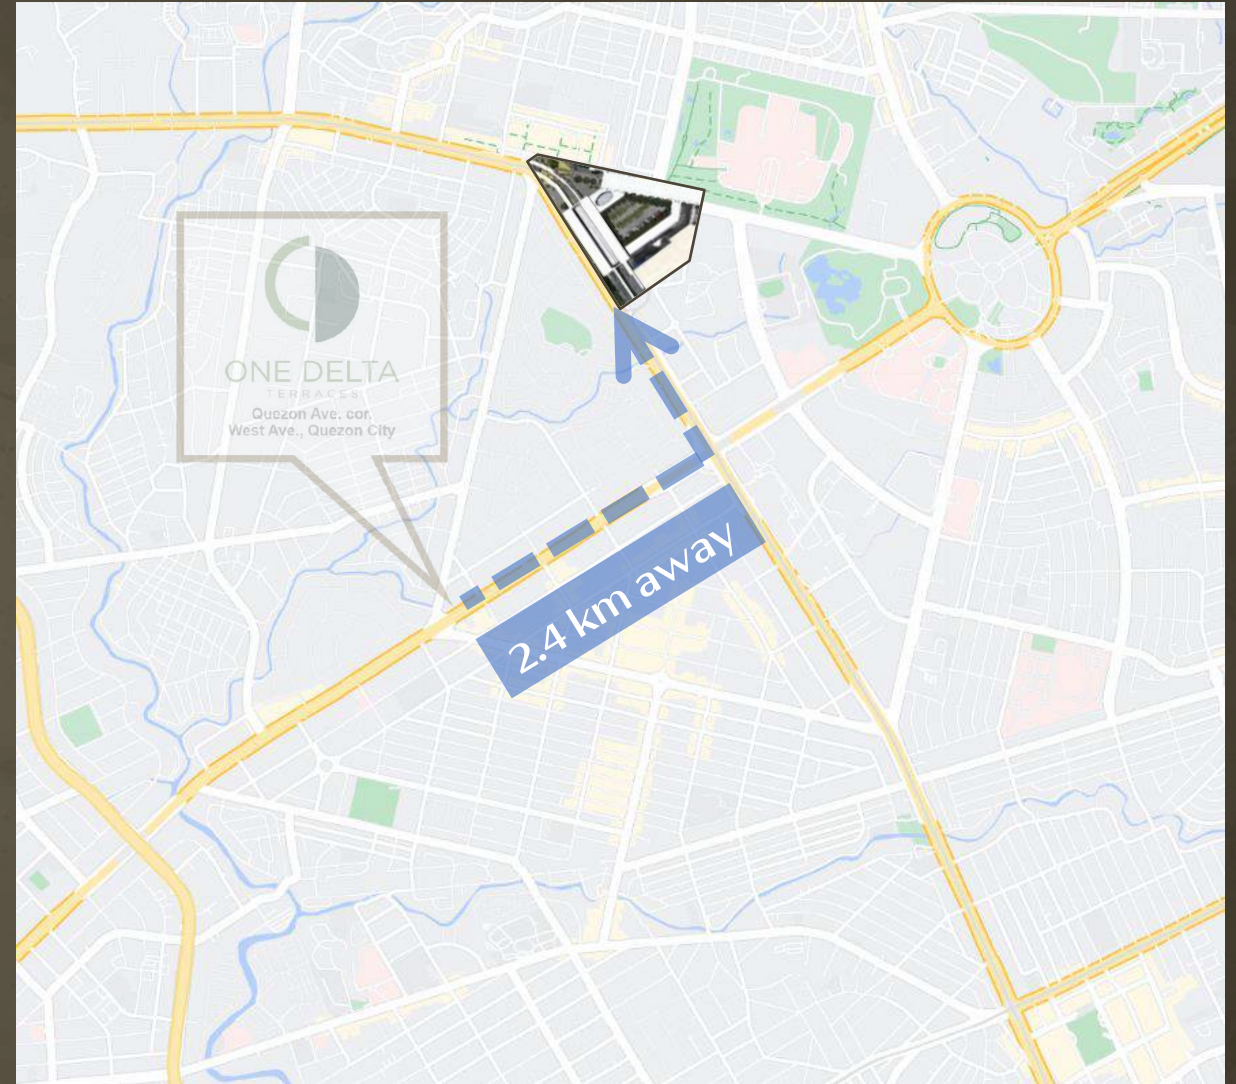 ONE DELTA
TERRACES
Quezon Ave. cor.
West Ave., Quezon City
2.4 km away